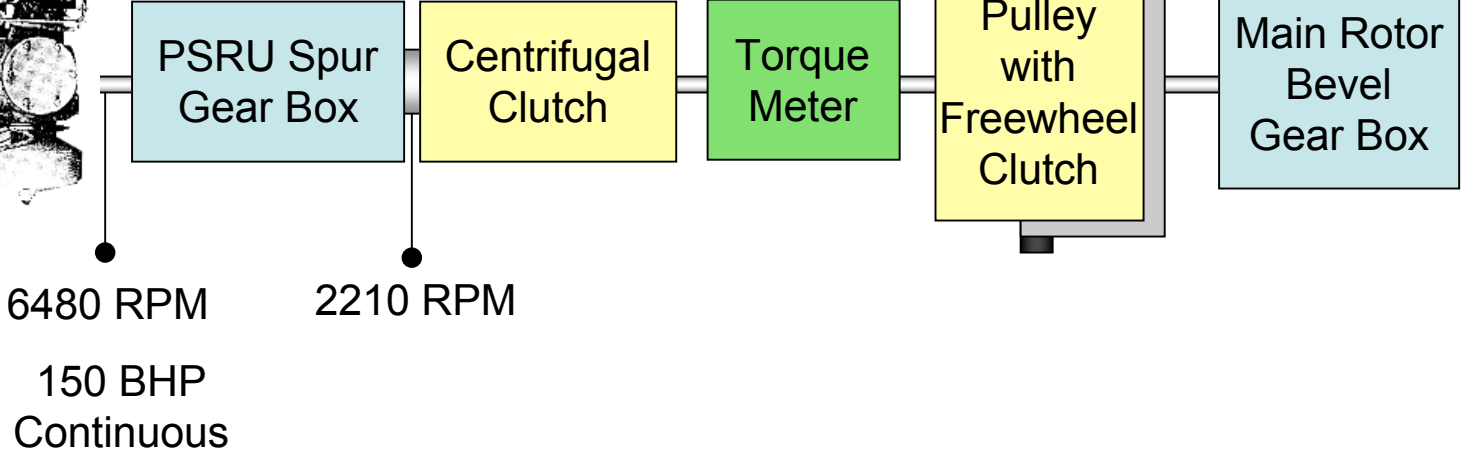 PSRU Spur
Gear Box
Centrifugal
Clutch
Torque
Meter
Pulley
with
Freewheel
Clutch
Main Rotor
Bevel
Gear Box
6480 RPM
2210 RPM
150 BHP
Continuous